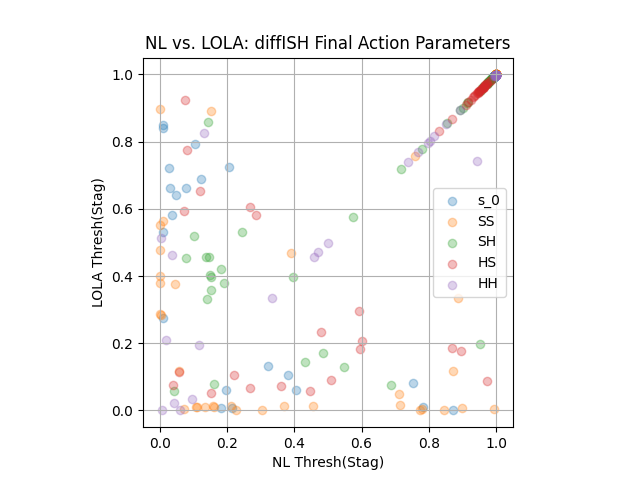 NL vs. LOLA: diffISH Final Action Parameters
1.0
0.8
0.6
0.4
0.2
0.0
LOLA Thresh(Stag)
s_0
SS
SH
HS
HH
0.0 0.2 0.4 0.6 0.8 1.0
NL Thresh(Stag)